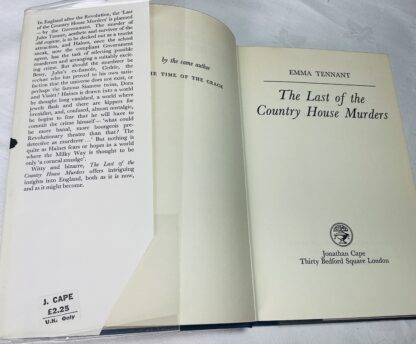 In England after the Revolution, the 'Last
of the Country House Murders' is planned
— by the Government. The murder of
Jules Tanner, aesthete and survivor of the
old regime, is to be decked out as a tourist
attraction, and Haines, once the school
sneak, now the compliant Government
agent, has the task of selecting possible
murderers and arranging a suitably exciting
scene. But should the murderer be
Bessy, John's ex-fiancée, Cedric, the
physicist who has proved to his own satis-
faction that the universe does not exist, or
perhaps the famous Siamese twins, Dora
and Violet? Haines is drawn into a world
he thought long vanished, a world where
jewels flash and there are kippers for
breakfast, and, confused, almost nostalgic,
he begins to fear that he will have to
commit the crime himself – 'what could
be more banal, more bourgeois pre-
Revolutionary theatre than that? The
detective as murderer . . .' But nothing is
quite as Haines fears or hopes in a world
where the Milky Way is thought to be
only 'a corneal smudge'.
Witty and bizarre, The Last of the
Country House Murders offers intriguing
insights into England, both as it is now,
and as it might become.
J. CAPE
£2.25
U.K. Only
by the same author
THE TIME OF THE CRACK
EMMA TENNANT
The Last of the
Country House Murders
Jonathan Cape
Thirty Bedford Square London